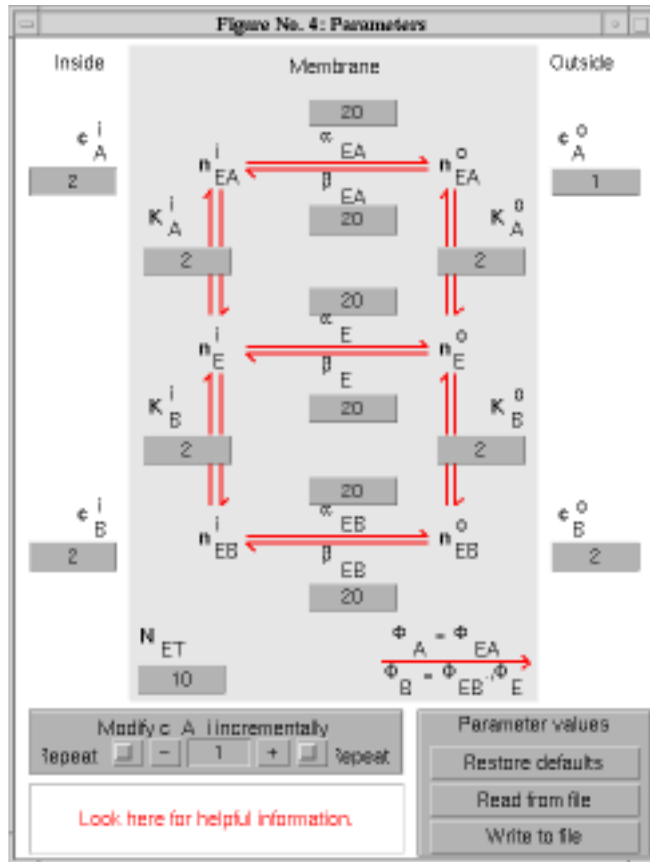 Figure No. 4: Parameters
Inside Membrane Outside
20
c i A α EA c o A
2 n i EA n o EA 1
β EA
K i A 20 K o A
2 2
20
α E
n i E n o E
β E
K i B 20 K o B
2 2
20
c i B α EB c o B
2 n i EB n o EB 2
β EB
20
N ET Φ A = Φ EA
10 Φ B = Φ EB, Φ E
Modify c_A_i incrementally Parameter values
Repeat − 1 + Repeat Restore defaults
Read from file
Look here for helpful information. Write to file